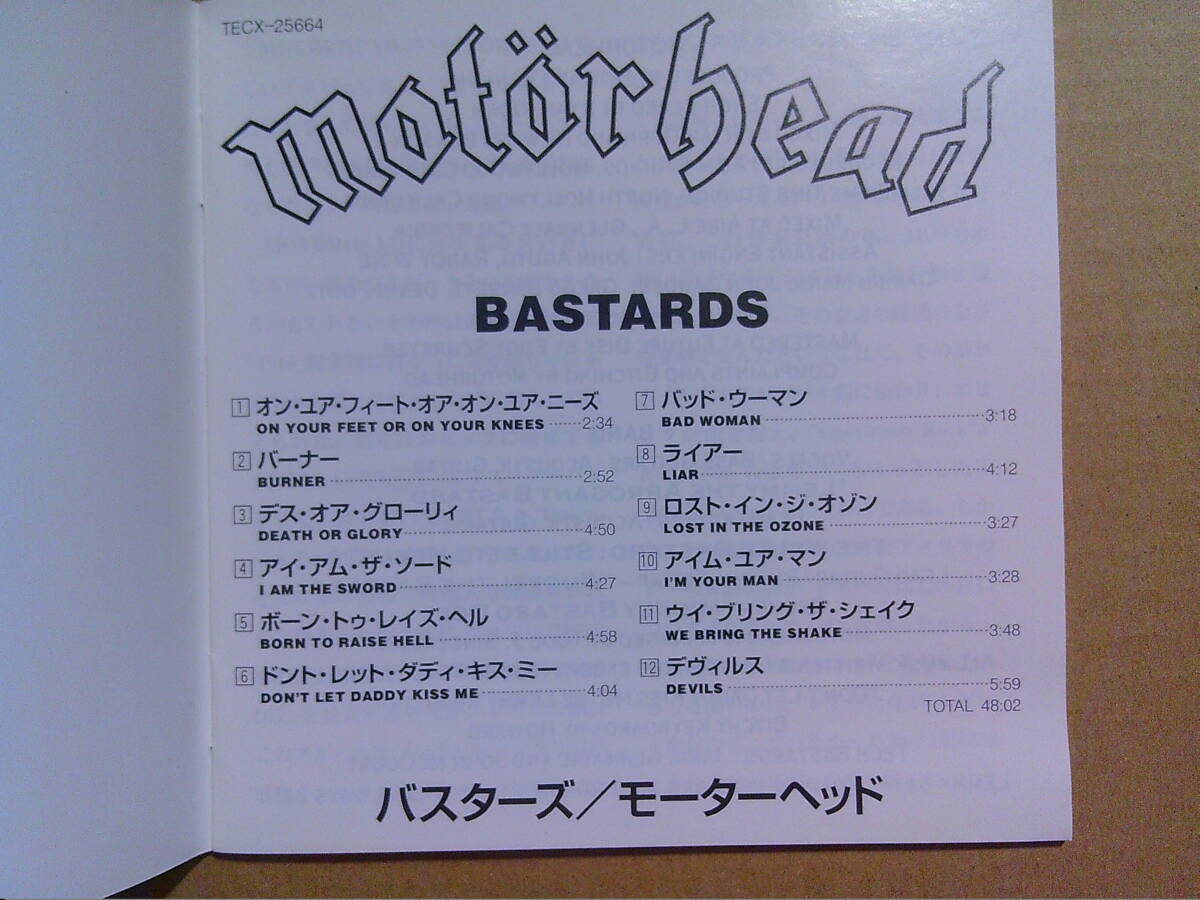 TECX-25664
motörhead
BASTARDS
1 オン・ユア・フィート・オア・オン・ユア・ニーズ
ON YOUR FEET OR ON YOUR KNEES 2:34
2 バーナー
BURNER 2:52
3 デス・オア・グローリィ
DEATH OR GLORY 4:50
4 アイ・アム・ザ・ソード
I AM THE SWORD 4:27
5 ボーン・トゥ・レイズ・ヘル
BORN TO RAISE HELL 4:58
6 ドント・レット・ダディ・キス・ミー
DON'T LET DADDY KISS ME 4:04
7 バッド・ウーマン
BAD WOMAN 3:18
8 ライアー
LIAR 4:12
9 ロスト・イン・ジ・オゾン
LOST IN THE OZONE 3:27
10 アイム・ユア・マン
I'M YOUR MAN 3:28
11 ウイ・ブリング・ザ・シェイク
WE BRING THE SHAKE 3:48
12 デヴィルス
DEVILS 5:59
TOTAL 48:02
バスターズ/モーターヘッド